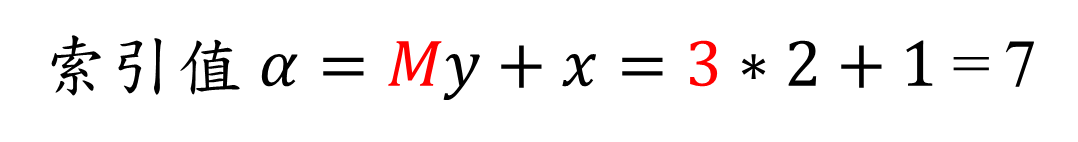 索引值 α = My + x = 3 * 2 + 1 = 7